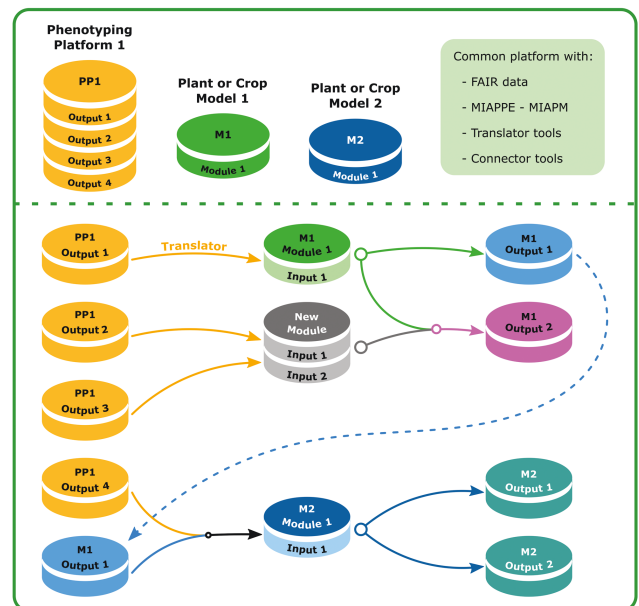 Phenotyping
Platform 1
PP1
Output 1
Output 2
Output 3
Output 4
Plant or Crop
Model 1
M1
Module 1
Plant or Crop
Model 2
M2
Module 1
Common platform with:
- FAIR data
- MIAPPE - MIAPM
- Translator tools
- Connector tools
PP1
Output 1
Translator
M1
Module 1
Input 1
M1
Output 1
PP1
Output 2
New
Module
Input 1
Input 2
M1
Output 2
PP1
Output 3
PP1
Output 4
M1
Output 1
M2
Module 1
Input 1
M2
Output 1
M2
Output 2